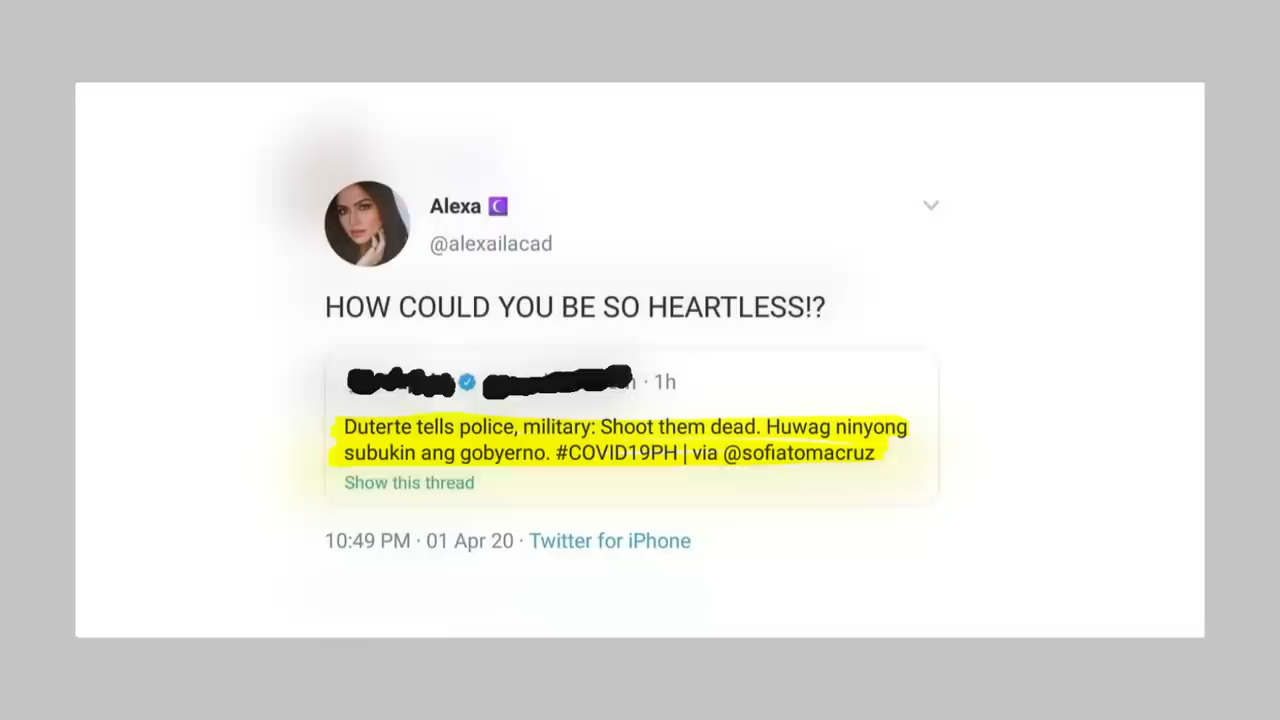 Alexa
@alexailacad
HOW COULD YOU BE SO HEARTLESS!?
· 1h
Duterte tells police, military: Shoot them dead. Huwag ninyong
subukin ang gobyerno. #COVID19PH | via @sofiatomacruz
Show this thread
10:49 PM · 01 Apr 20 · Twitter for iPhone